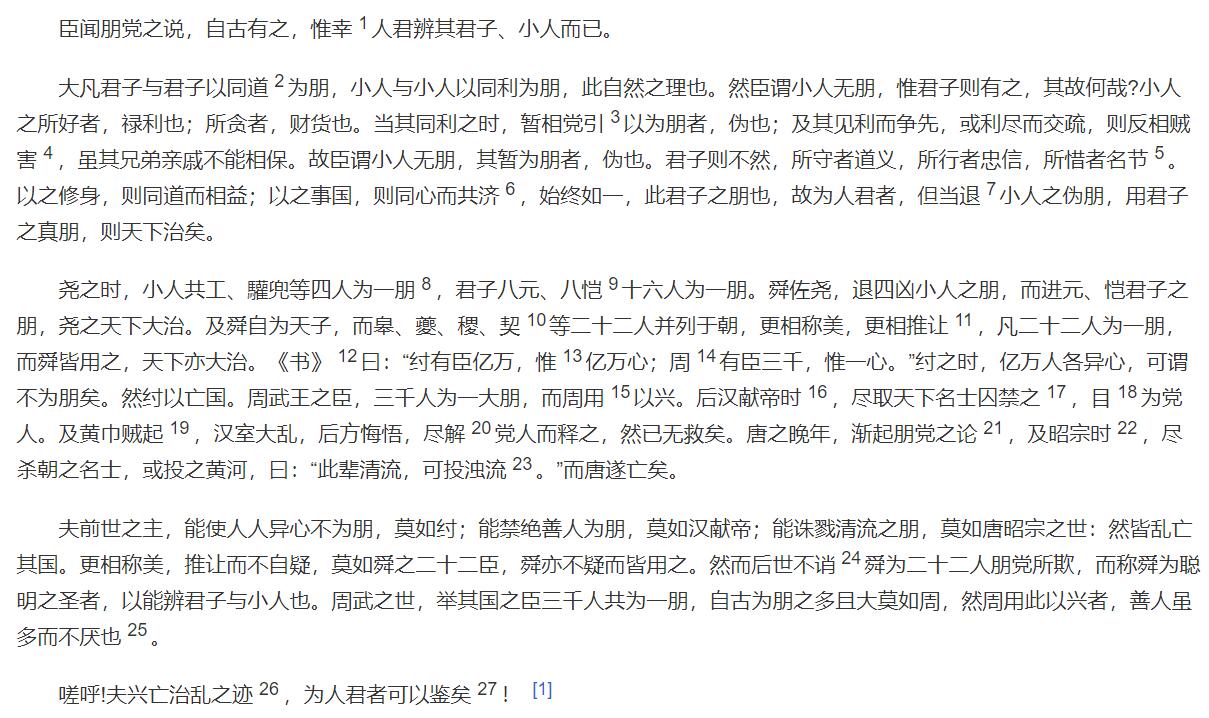 臣闻朋党之说，自古有之，惟幸 1 人君辨其君子、小人而已。
大凡君子与君子以同道 2 为朋，小人与小人以同利为朋，此自然之理也。然臣谓小人无朋，惟君子则有之，其故何哉?小人
之所好者，禄利也；所贪者，财货也。当其同利之时，暂相党引 3 以为朋者，伪也；及其见利而争先，或利尽而交疏，则反相贼
害 4 ，虽其兄弟亲戚不能相保。故臣谓小人无朋，其暂为朋者，伪也。君子则不然，所守者道义，所行者忠信，所惜者名节 5 。
以之修身，则同道而相益；以之事国，则同心而共济 6 ，始终如一，此君子之朋也，故为人君者，但当退 7 小人之伪朋，用君子
之真朋，则天下治矣。
尧之时，小人共工、驩兜等四人为一朋 8 ，君子八元、八恺 9 十六人为一朋。舜佐尧，退四凶小人之朋，而进元、恺君子之
朋，尧之天下大治。及舜自为天子，而皋、夔、稷、契 10 等二十二人并列于朝，更相称美，更相推让 11 ，凡二十二人为一朋，
而舜皆用之，天下亦大治。《书》 12 曰：“纣有臣亿万，惟 13 亿万心；周 14 有臣三千，惟一心。”纣之时，亿万人各异心，可谓
不为朋矣。然纣以亡国。周武王之臣，三千人为一大朋，而周用 15 以兴。后汉献帝时 16 ，尽取天下名士囚禁之 17 ，目 18 为党
人。及黄巾贼起 19 ，汉室大乱，后方悔悟，尽解 20 党人而释之，然已无救矣。唐之晚年，渐起朋党之论 21 ，及昭宗时 22 ，尽
杀朝之名士，或投之黄河，曰：“此辈清流，可投浊流 23 。”而唐遂亡矣。
夫前世之主，能使人人异心不为朋，莫如纣；能禁绝善人为朋，莫如汉献帝；能诛戮清流之朋，莫如唐昭宗之世：然皆乱亡
其国。更相称美，推让而不自疑，莫如舜之二十二臣，舜亦不疑而皆用之。然而后世不诮 24 舜为二十二人朋党所欺，而称舜为聪
明之圣者，以能辨君子与小人也。周武之世，举其国之臣三千人共为一朋，自古为朋之多且大莫如周，然周用此以兴者，善人虽
多而不厌也 25 。
嗟呼!夫兴亡治乱之迹 26 ，为人君者可以鉴矣 27 ！ [1]